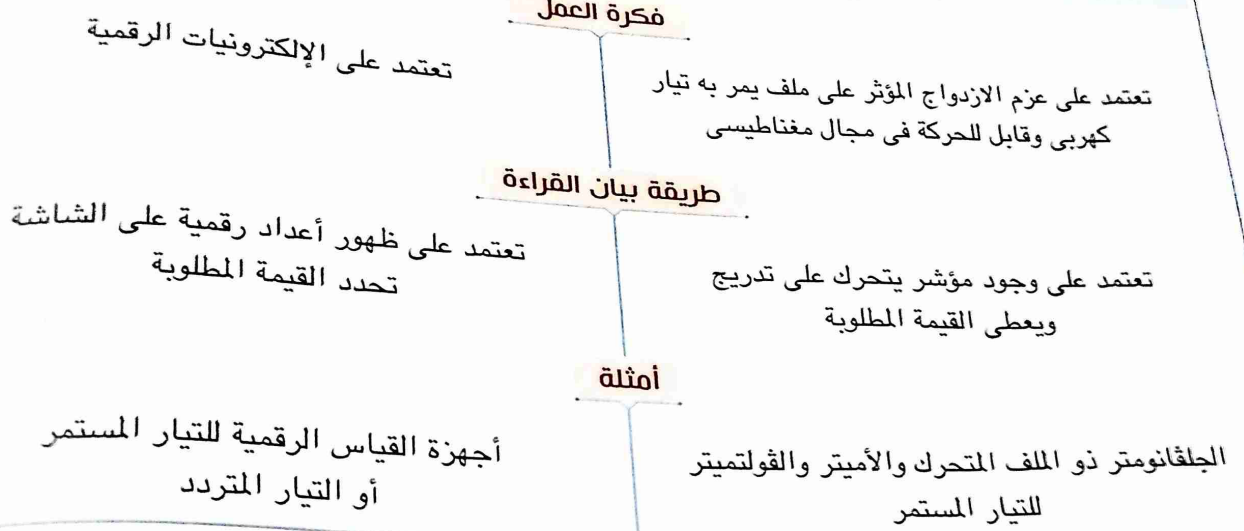 فكرة العمل
تعتمد على عزم الازدواج المؤثر على ملف يمر به تيار
كهربى وقابل للحركة فى مجال مغناطيسى
تعتمد على الإلكترونيات الرقمية
طريقة بيان القراءة
تعتمد على وجود مؤشر يتحرك على تدريج
ويعطى القيمة المطلوبة
تعتمد على ظهور أعداد رقمية على الشاشة
تحدد القيمة المطلوبة
أمثلة
الجلڤانومتر ذو الملف المتحرك والأميتر والڤولتميتر
للتيار المستمر
أجهزة القياس الرقمية للتيار المستمر
أو التيار المتردد